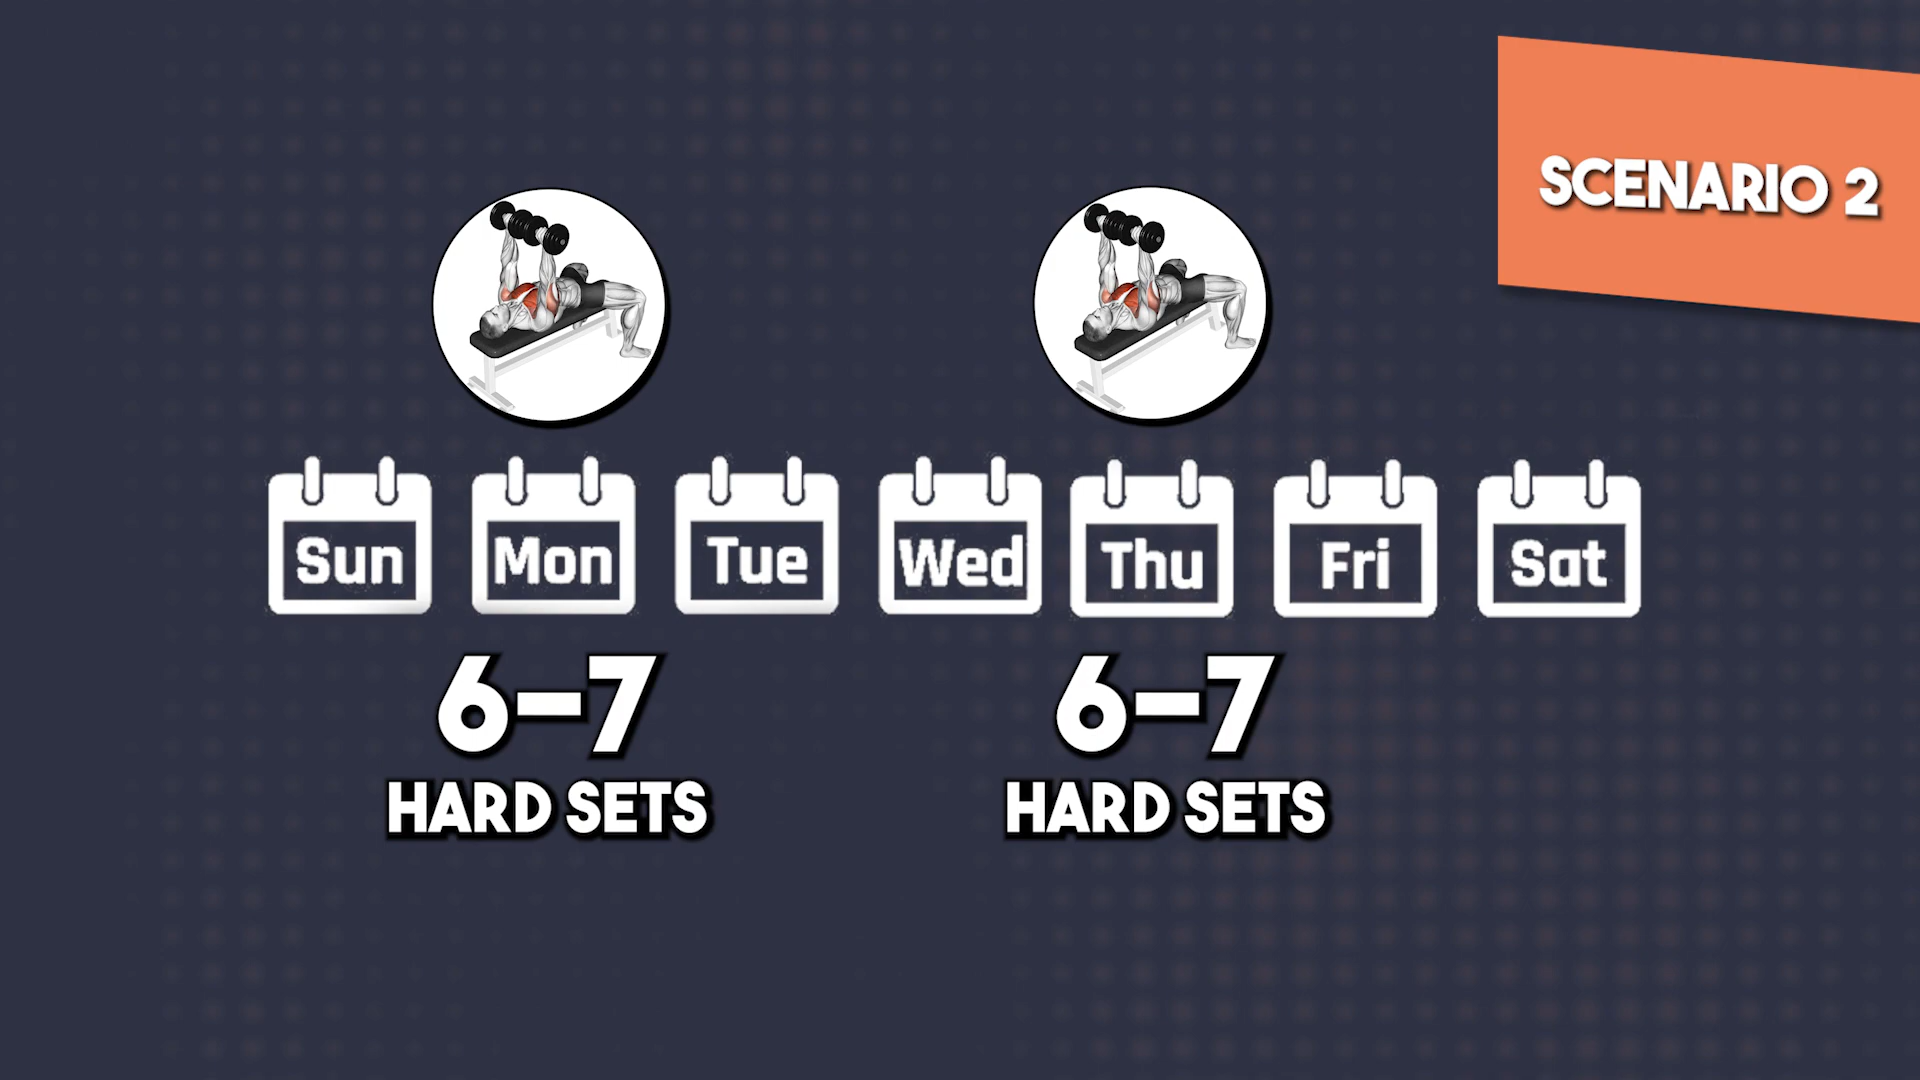 SCENARIO 2
Sun Mon Tue Wed Thu Fri Sat
6-7 6-7
HARD SETS HARD SETS